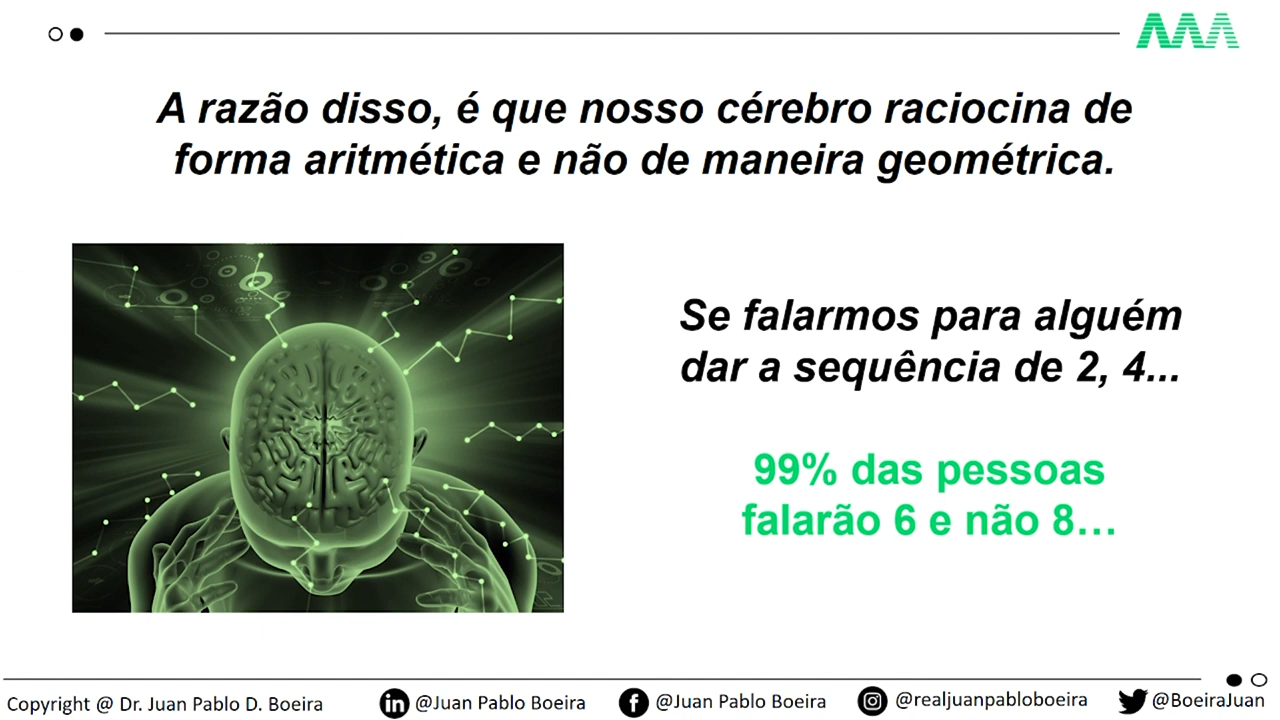 A razão disso, é que nosso cérebro raciocina de
forma aritmética e não de maneira geométrica.
Se falarmos para alguém
dar a sequência de 2, 4...
99% das pessoas
falarão 6 e não 8...
Copyright @ Dr. Juan Pablo D. Boeira
@Juan Pablo Boeira
@Juan Pablo Boeira
@realjuanpabloboeira
@BoeiraJuan